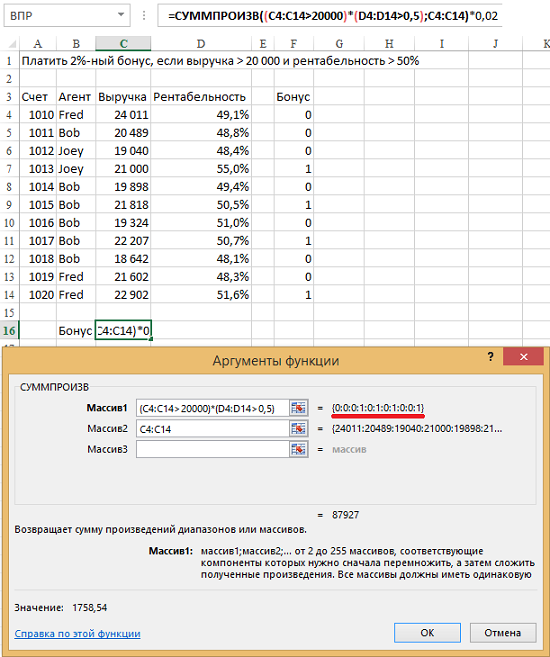 ВПР =СУММПРОИЗВ((C4:C14>20000)*(D4:D14>0,5);C4:C14)*0,02
A B C D E F G H I J K
1 Платить 2%-ный бонус, если выручка > 20 000 и рентабельность > 50%
2
3 Счет Агент Выручка Рентабельность Бонус
4 1010 Fred 24 011 49,1% 0
5 1011 Bob 20 489 48,8% 0
6 1012 Joey 19 040 48,4% 0
7 1013 Joey 21 000 55,0% 1
8 1014 Bob 19 898 49,4% 0
9 1015 Bob 21 818 50,5% 1
10 1016 Bob 19 324 51,0% 0
11 1017 Bob 22 207 50,7% 1
12 1018 Bob 18 642 48,1% 0
13 1019 Fred 21 602 48,3% 0
14 1020 Fred 22 902 51,6% 1
15
16 Бонус C4:C14)*0
Аргументы функции ? ×
СУММПРОИЗВ
Массив1 (C4:C14>20000)*(D4:D14>0,5) = {0:0:0:1:0:1:0:1:0:0:1}
Массив2 C4:C14 = {24011:20489:19040:21000:19898:21...
Массив3 = массив
= 87927
Возвращает сумму произведений диапазонов или массивов.
Массив1: массив1;массив2;... от 2 до 255 массивов, соответствующие
компоненты которых нужно сначала перемножить, а затем сложить
полученные произведения. Все массивы должны иметь одинаковую
Значение: 1758,54
Справка по этой функции ОК Отмена